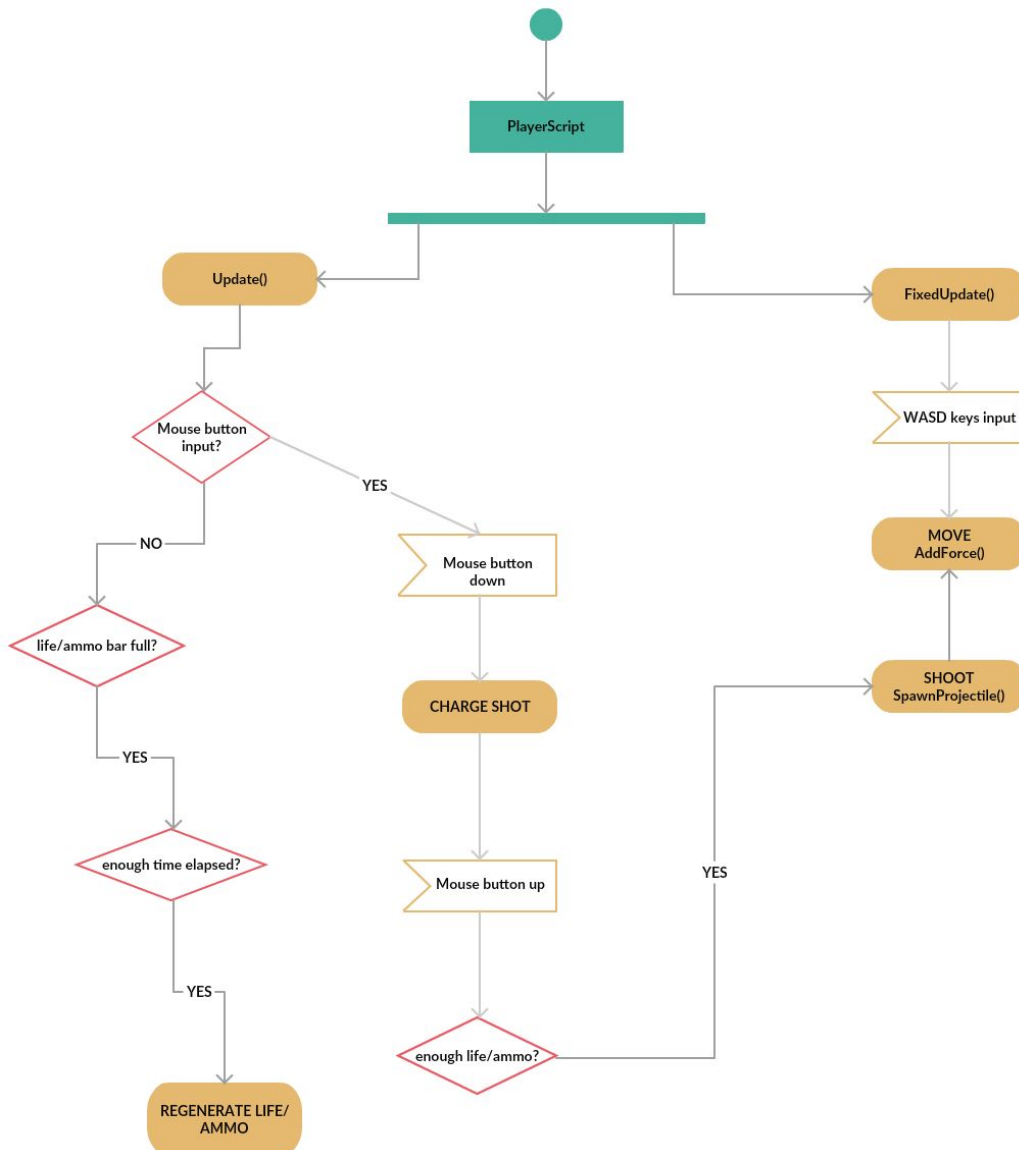 PlayerScript
Update()
FixedUpdate()
Mouse button
input?
WASD keys input
YES
NO
Mouse button
down
MOVE
AddForce()
life/ammo bar full?
SHOOT
SpawnProjectile()
CHARGE SHOT
YES
enough time elapsed?
Mouse button up
YES
YES
enough life/ammo?
REGENERATE LIFE/
AMMO